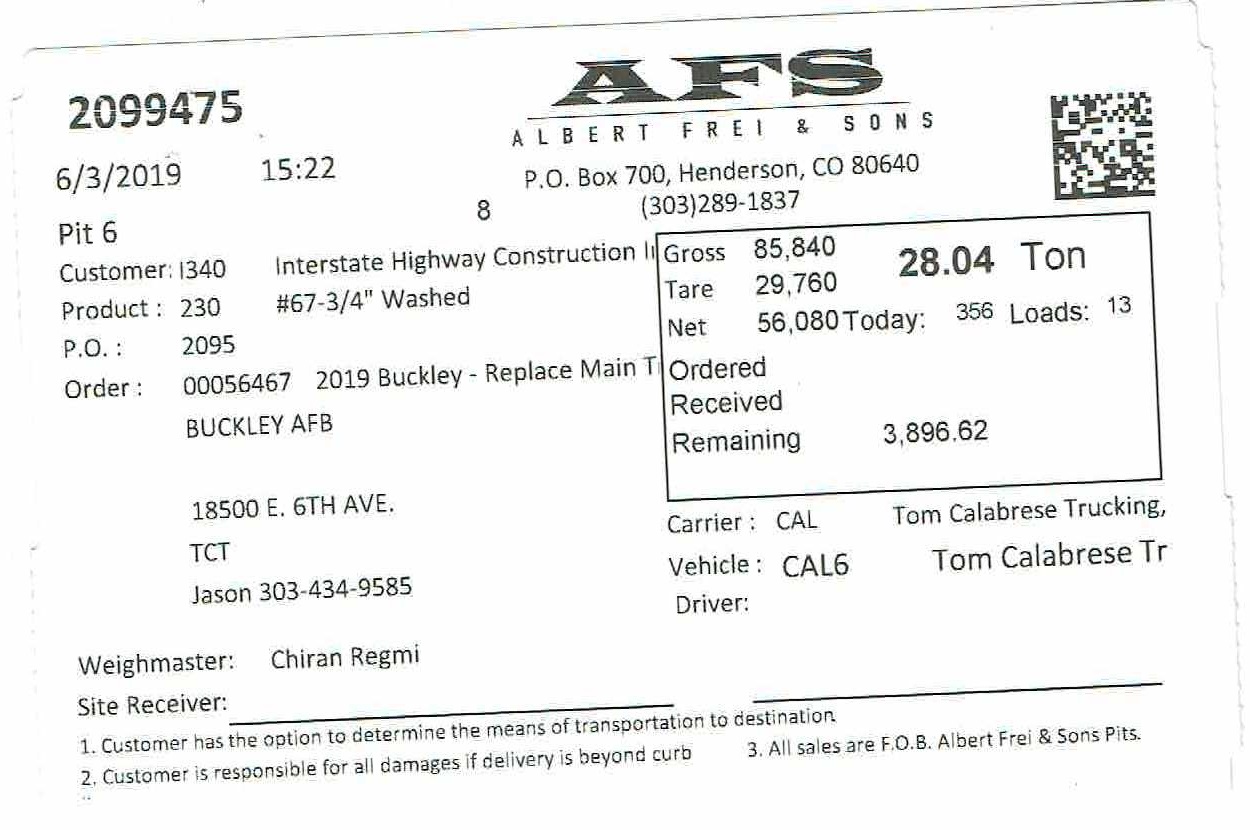 AFS
ALBERT FREI & SONS
2099475
6/3/2019 15:22
P.O. Box 700, Henderson, CO 80640
(303)289-1837
8
Pit 6
Customer: I340 Interstate Highway Construction I
Product : 230 #67-3/4" Washed
P.O. : 2095
Order : 00056467 2019 Buckley - Replace Main T
BUCKLEY AFB
18500 E. 6TH AVE.
TCT
Jason 303-434-9585
Gross 85,840 28.04 Ton
Tare 29,760
Net 56,080 Today: 356 Loads: 13
Ordered
Received
Remaining 3,896.62
Carrier : CAL Tom Calabrese Trucking,
Vehicle : CAL6 Tom Calabrese Tr
Driver:
Weighmaster: Chiran Regmi
Site Receiver:
1. Customer has the option to determine the means of transportation to destination.
2. Customer is responsible for all damages if delivery is beyond curb
3. All sales are F.O.B. Albert Frei & Sons Pits.